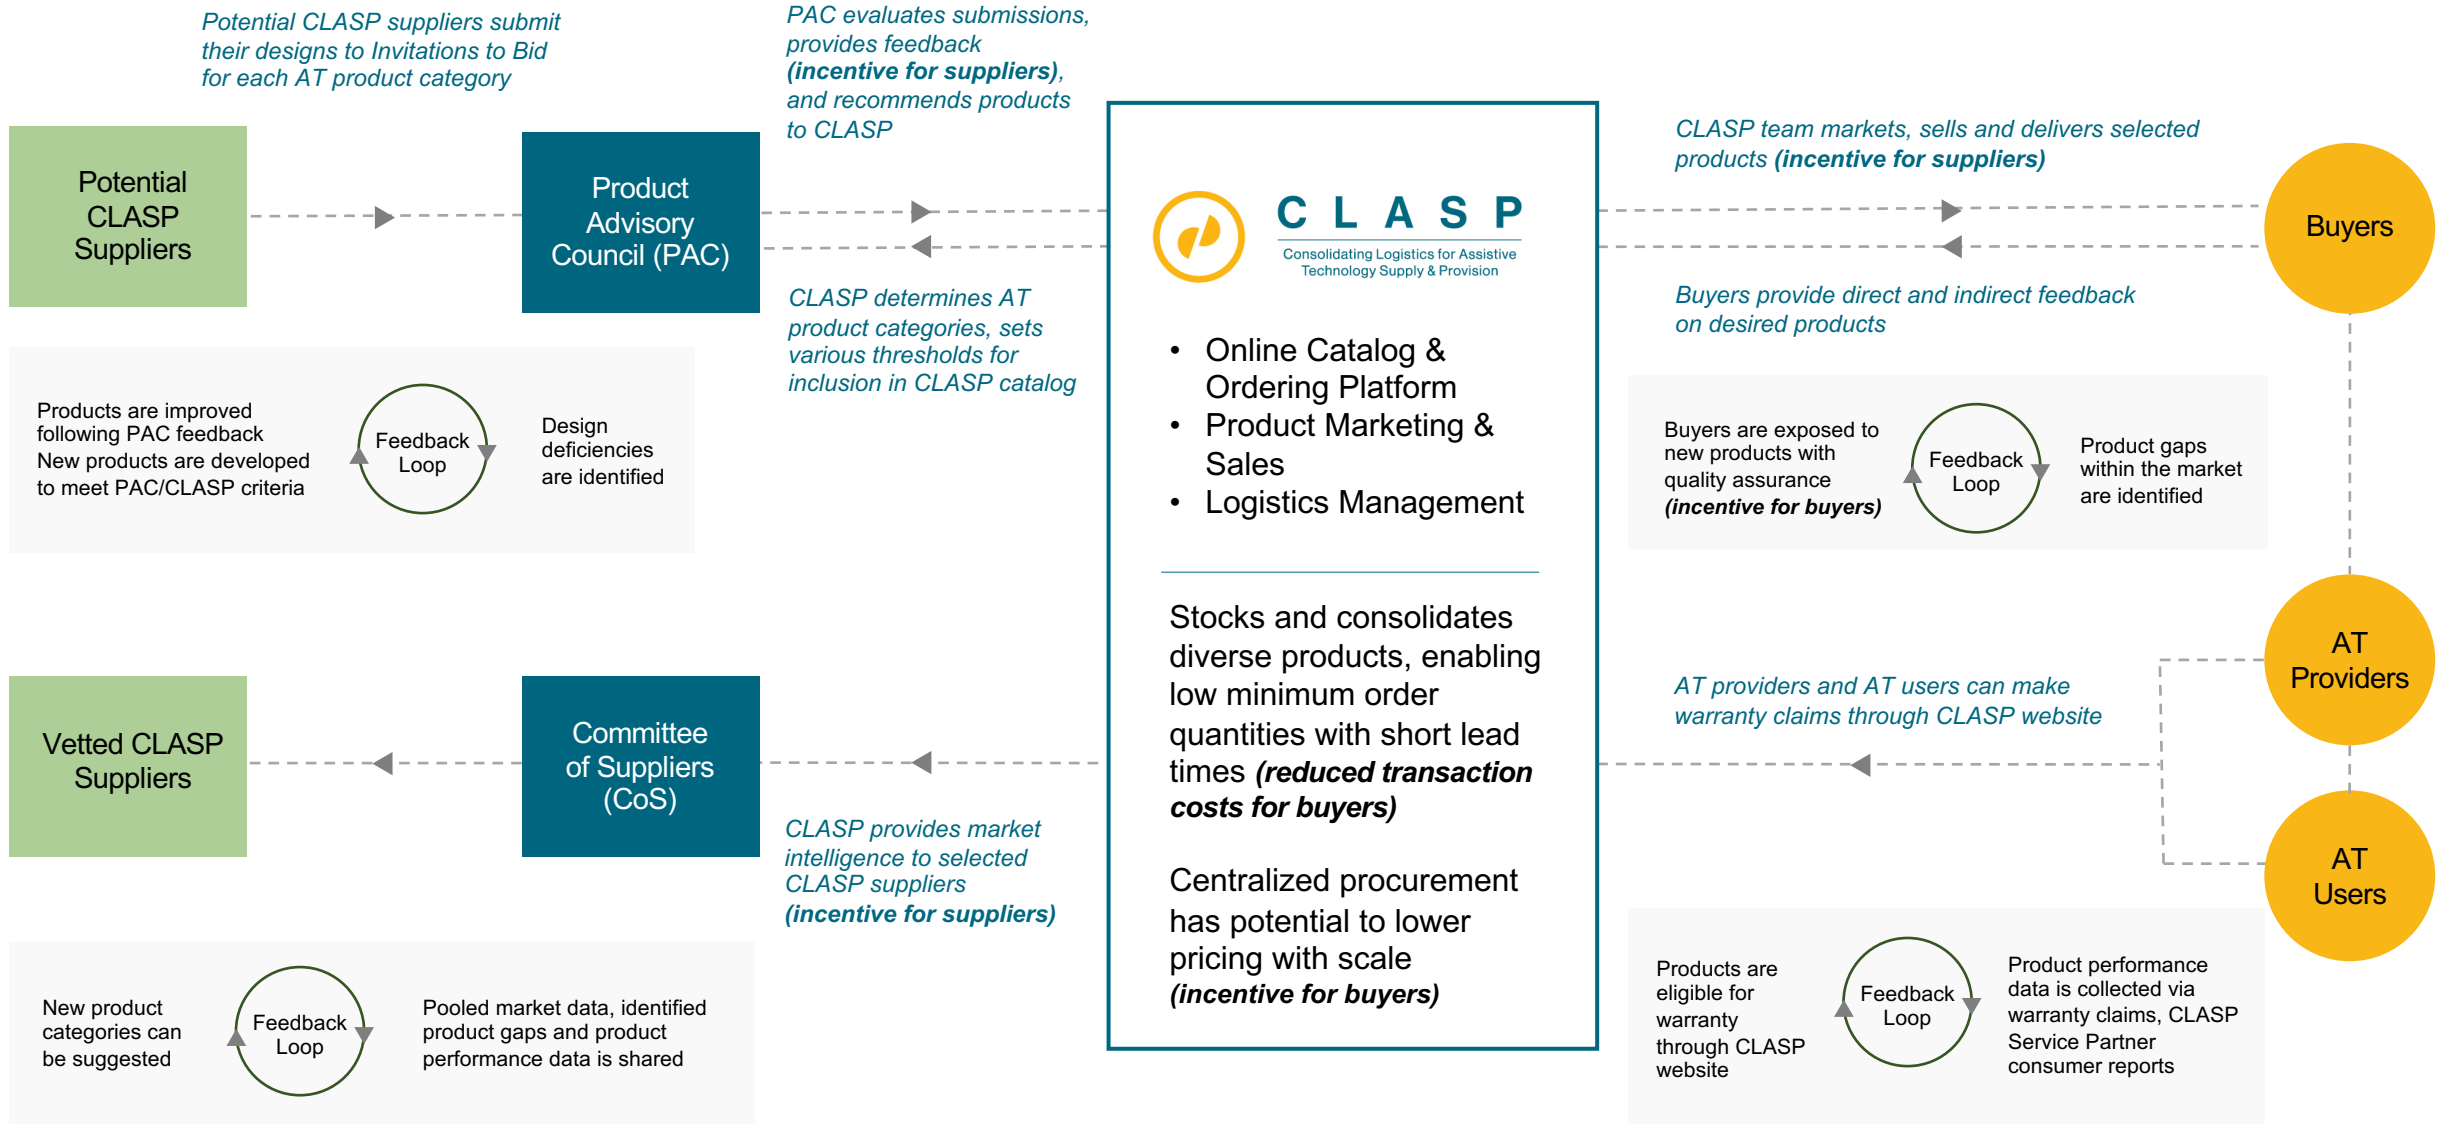 Potential CLASP suppliers submit
their designs to Invitations to Bid
for each AT product category
PAC evaluates submissions,
provides feedback
(incentive for suppliers),
and recommends products
to CLASP
Potential
CLASP
Suppliers
Product
Advisory
Council (PAC)
CLASP determines AT
product categories, sets
various thresholds for
inclusion in CLASP catalog
Products are improved
following PAC feedback
New products are developed
to meet PAC/CLASP criteria
Feedback
Loop
Design
deficiencies
are identified
CLASP
Consolidating Logistics for Assistive
Technology Supply & Provision
• Online Catalog &
Ordering Platform
• Product Marketing &
Sales
• Logistics Management
Stocks and consolidates
diverse products, enabling
low minimum order
quantities with short lead
times (reduced transaction
costs for buyers)
Centralized procurement
has potential to lower
pricing with scale
(incentive for buyers)
CLASP team markets, sells and delivers selected
products (incentive for suppliers)
Buyers
Buyers provide direct and indirect feedback
on desired products
Buyers are exposed to
new products with
quality assurance
(incentive for buyers)
Feedback
Loop
Product gaps
within the market
are identified
Vetted CLASP
Suppliers
Committee
of Suppliers
(CoS)
CLASP provides market
intelligence to selected
CLASP suppliers
(incentive for suppliers)
New product
categories can
be suggested
Feedback
Loop
Pooled market data, identified
product gaps and product
performance data is shared
AT
Providers
AT providers and AT users can make
warranty claims through CLASP website
AT
Users
Products are
eligible for
warranty
through CLASP
website
Feedback
Loop
Product performance
data is collected via
warranty claims, CLASP
Service Partner
consumer reports